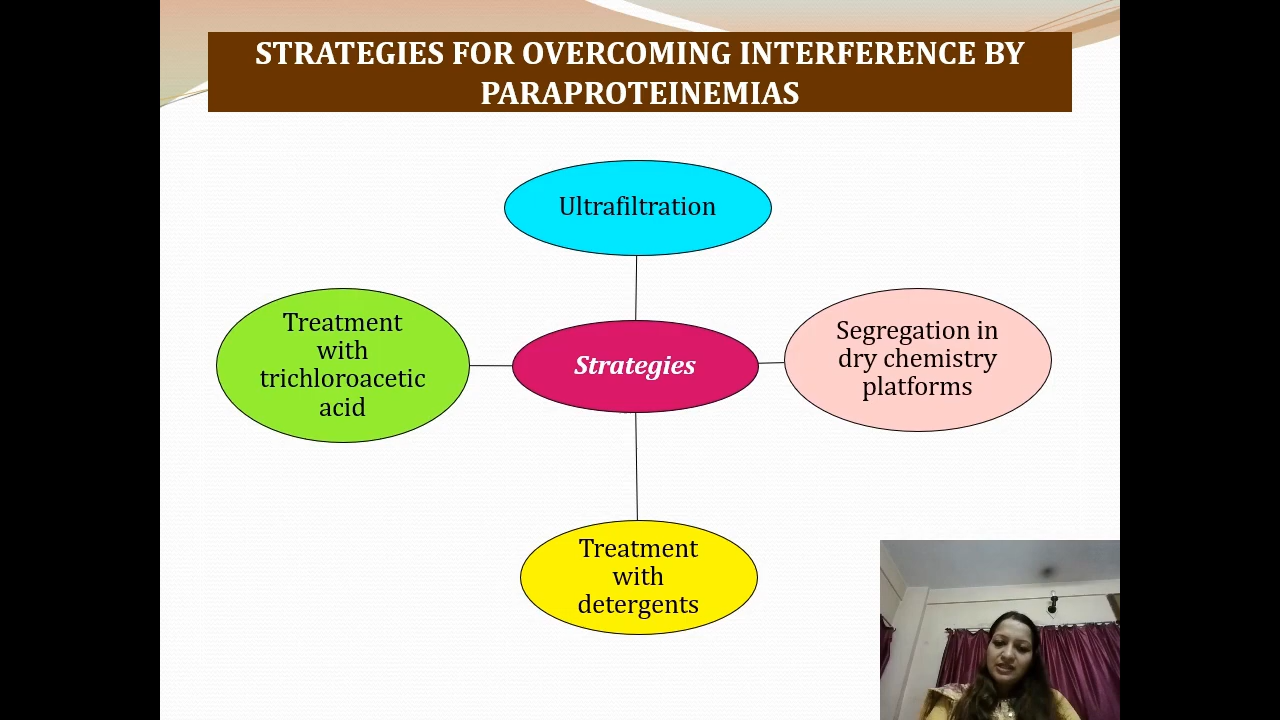 STRATEGIES FOR OVERCOMING INTERFERENCE BY
PARAPROTEINEMIAS
Ultrafiltration
Treatment
with
trichloroacetic
acid
Strategies
Segregation in
dry chemistry
platforms
Treatment
with
detergents